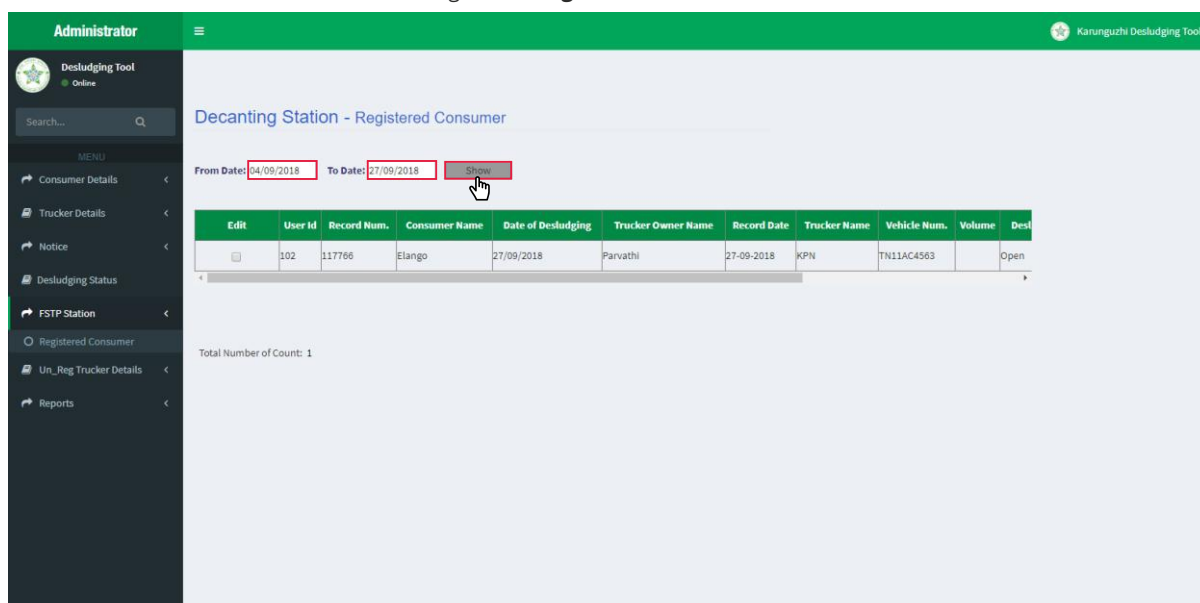 Administrator
Karunguzhi Desludging Tool
Desludging Tool
Online
Search...
MENU
Consumer Details
Trucker Details
Notice
Desludging Status
FSTP Station
Registered Consumer
Un_Reg Trucker Details
Reports
Decanting Station - Registered Consumer
From Date: 04/09/2018 To Date: 27/09/2018 Show
Edit User Id Record Num. Consumer Name Date of Desludging Trucker Owner Name Record Date Trucker Name Vehicle Num. Volume Desl
102 117766 Elango 27/09/2018 Parvathi 27-09-2018 KPN TN11AC4563 Open
Total Number of Count: 1